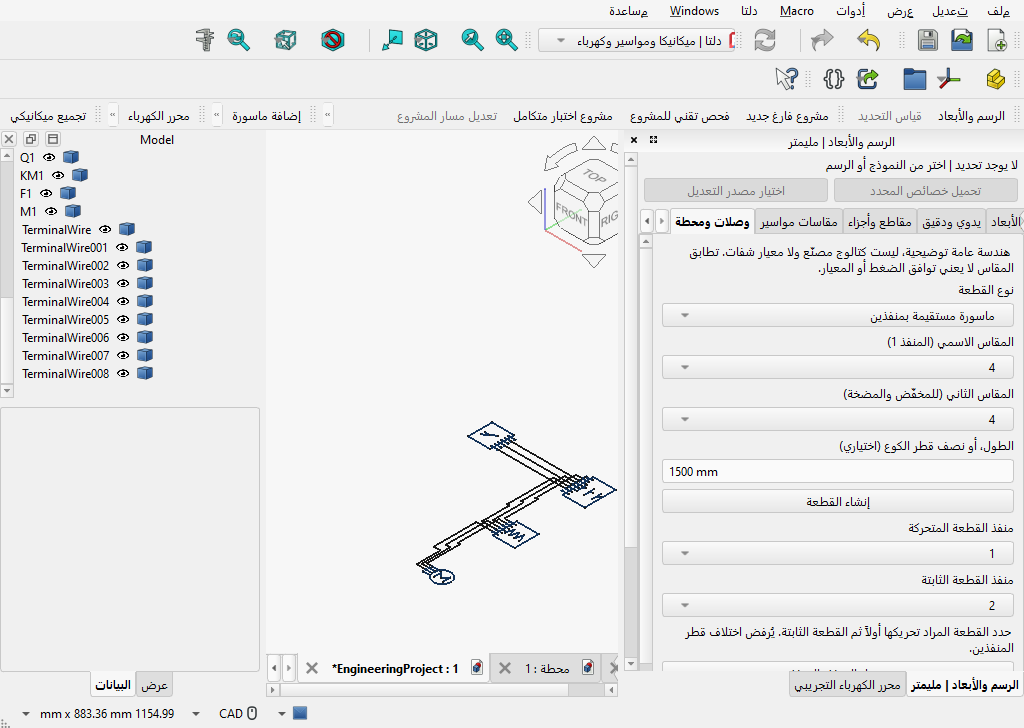 ملف تعديل عرض أدوات Macro دلتا Windows مساعدة
دلتا | ميكانيكا ومواسير وكهرباء
الرسم والأبعاد قياس التحديد مشروع فارغ جديد فحص تقني للمشروع مشروع اختبار متكامل تعديل مسار المشروع إضافة ماسورة محرر الكهرباء تجميع ميكانيكي
الرسم والأبعاد | مليمتر
لا يوجد تحديد | اختر من النموذج أو الرسم
تحميل خصائص المحدد اختيار مصدر التعديل
الأبعاد يدوي ودقيق مقاطع وأجزاء مقاسات مواسير وصلات ومحطة
هندسة عامة توضيحية، ليست كتالوج مصنّع ولا معيار شفات. تطابق
المقاس لا يعني توافق الضغط أو المعيار.
نوع القطعة
ماسورة مستقيمة بمنفذين
المقاس الاسمي (المنفذ 1)
4
المقاس الثاني (للمخفّض والمضخة)
4
الطول، أو نصف قطر الكوع (اختياري)
1500 mm
إنشاء القطعة
منفذ القطعة المتحركة
1
منفذ القطعة الثابتة
2
حدد القطعة المراد تحريكها أولاً ثم القطعة الثابتة. يُرفض اختلاف قطر
المنفذين.
الرسم والأبعاد | مليمتر محرر الكهرباء التجريبي
Model
Q1
KM1
F1
M1
TerminalWire
TerminalWire001
TerminalWire002
TerminalWire003
TerminalWire004
TerminalWire005
TerminalWire006
TerminalWire007
TerminalWire008
TOP
FRONT
RIG
M
محطة : 1
*EngineeringProject : 1
عرض البيانات
CAD
mm x 883.36 mm 1154.99